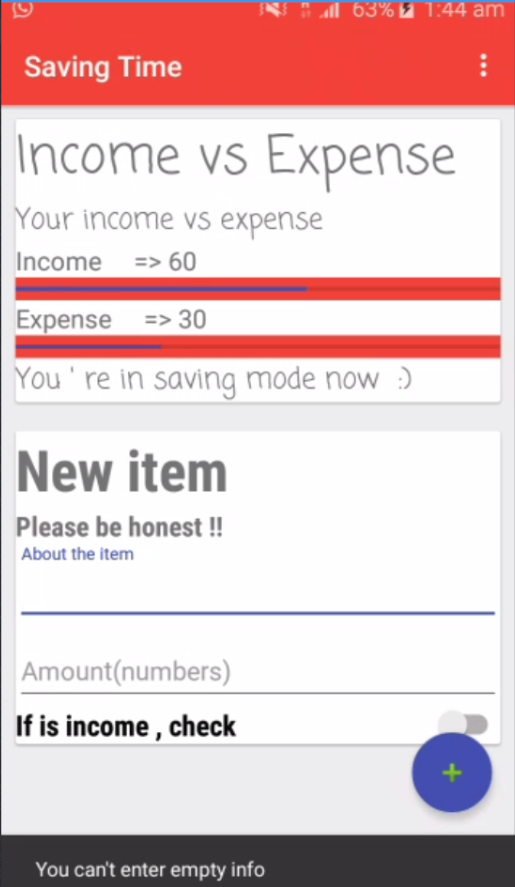 63% 1:44 am
Saving Time
Income vs Expense
Your income vs expense
Income => 60
Expense => 30
You ' re in saving mode now :)
New item
Please be honest !!
About the item
Amount(numbers)
If is income , check
+
You can't enter empty info